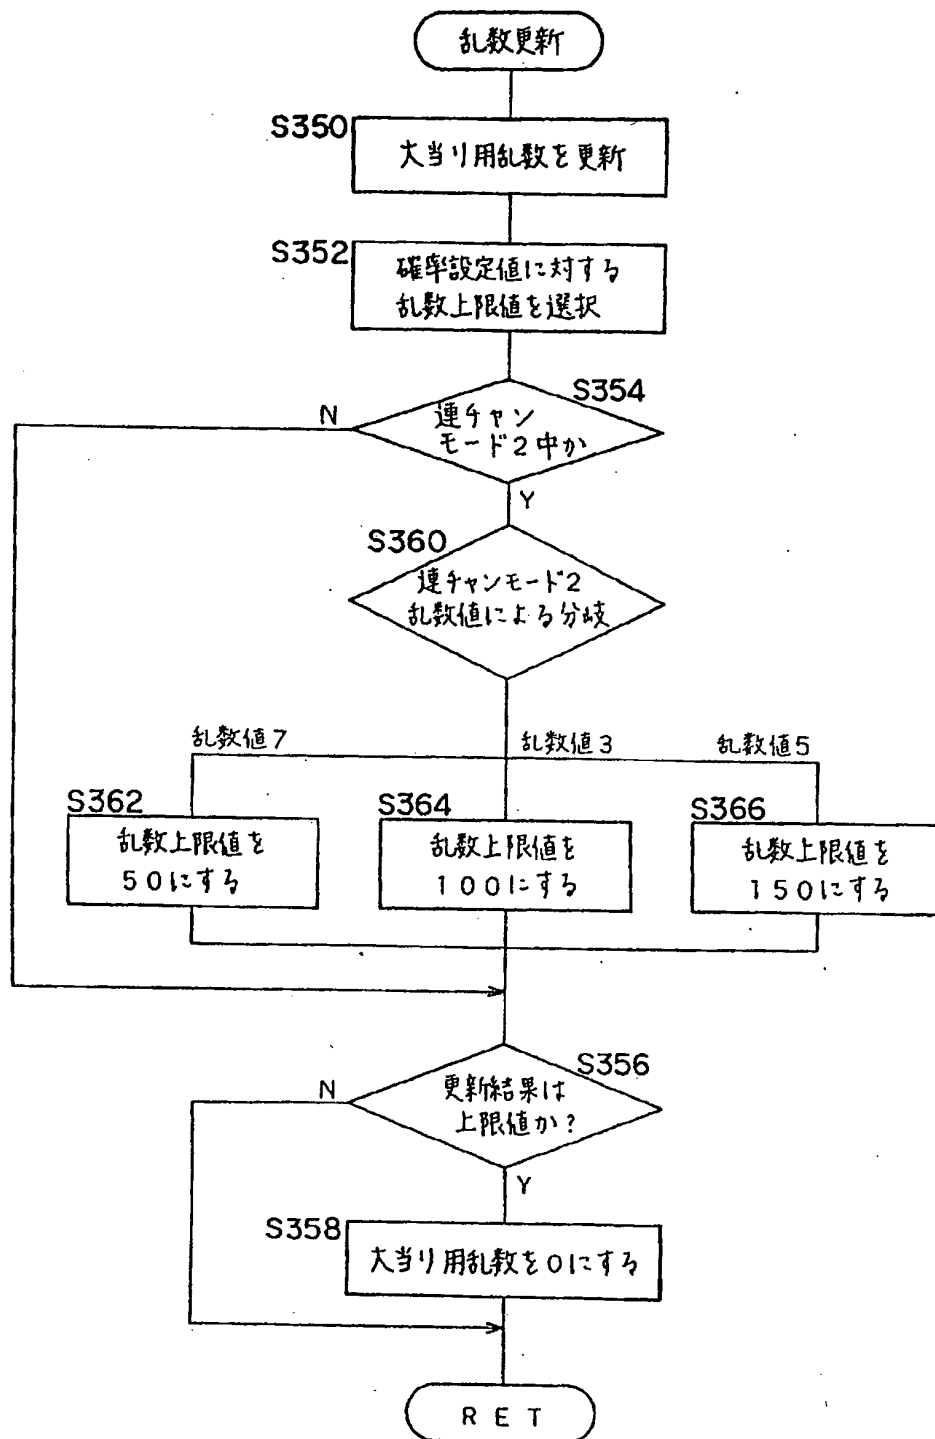 乱数更新
S350
大当り用乱数を更新
S352
確率設定値に対する
乱数上限値を選択
S354
連チャン
モード2中か
N
Y
S360
連チャンモード2
乱数値による分岐
乱数値7
乱数値3
乱数値5
S362
乱数上限値を
50にする
S364
乱数上限値を
100にする
S366
乱数上限値を
150にする
S356
更新結果は
上限値か?
N
Y
S358
大当り用乱数を0にする
RET